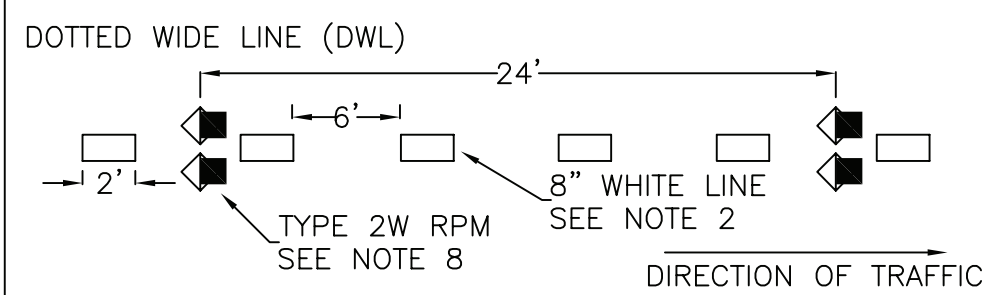 DOTTED WIDE LINE (DWL)
24'
6'
2'
8" WHITE LINE
SEE NOTE 2
TYPE 2W RPM
SEE NOTE 8
DIRECTION OF TRAFFIC